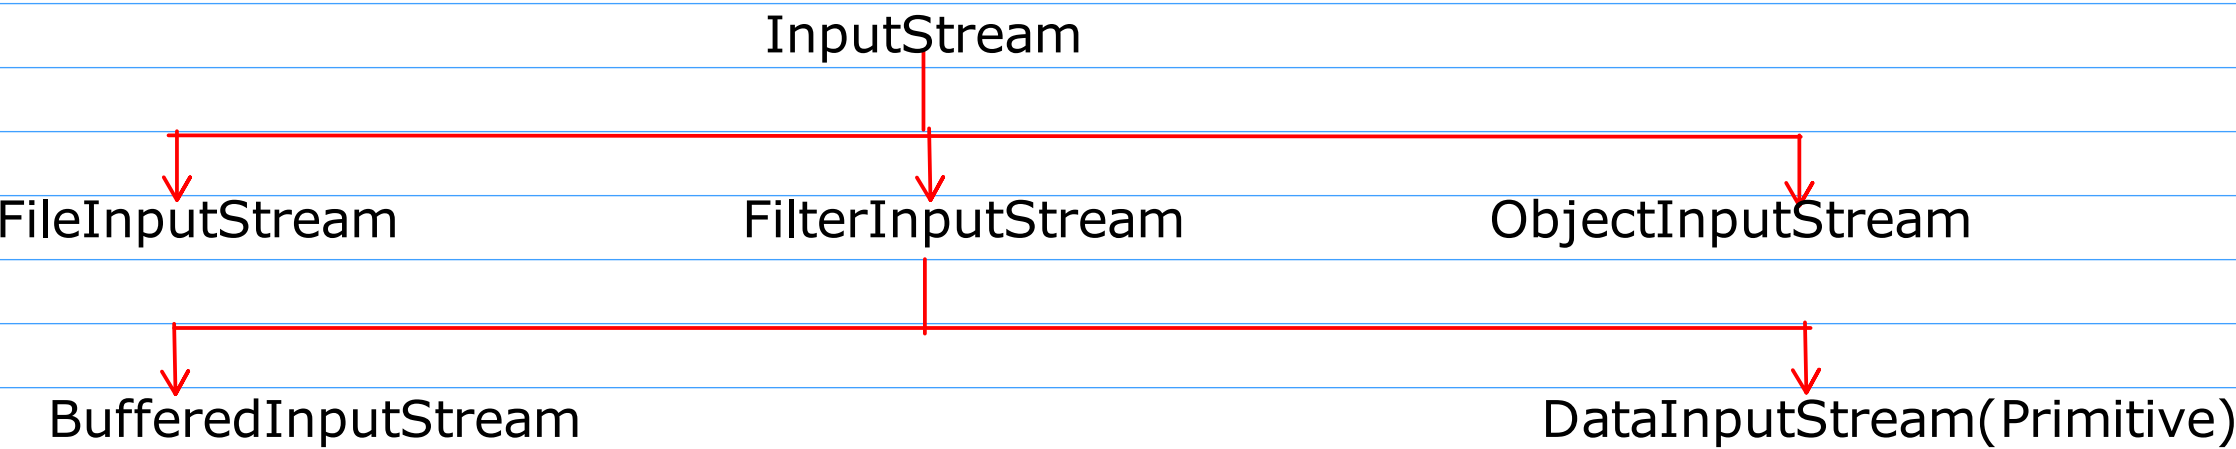 InputStream
FileInputStream FilterInputStream ObjectInputStream
BufferedInputStream DataInputStream(Primitive)